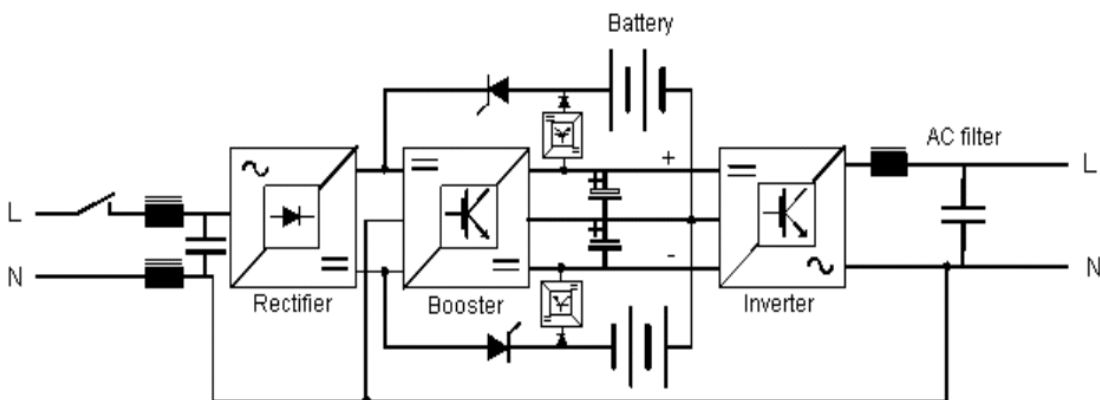 Battery
+
AC filter
L
L
N
-
N
Rectifier
Booster
Inverter